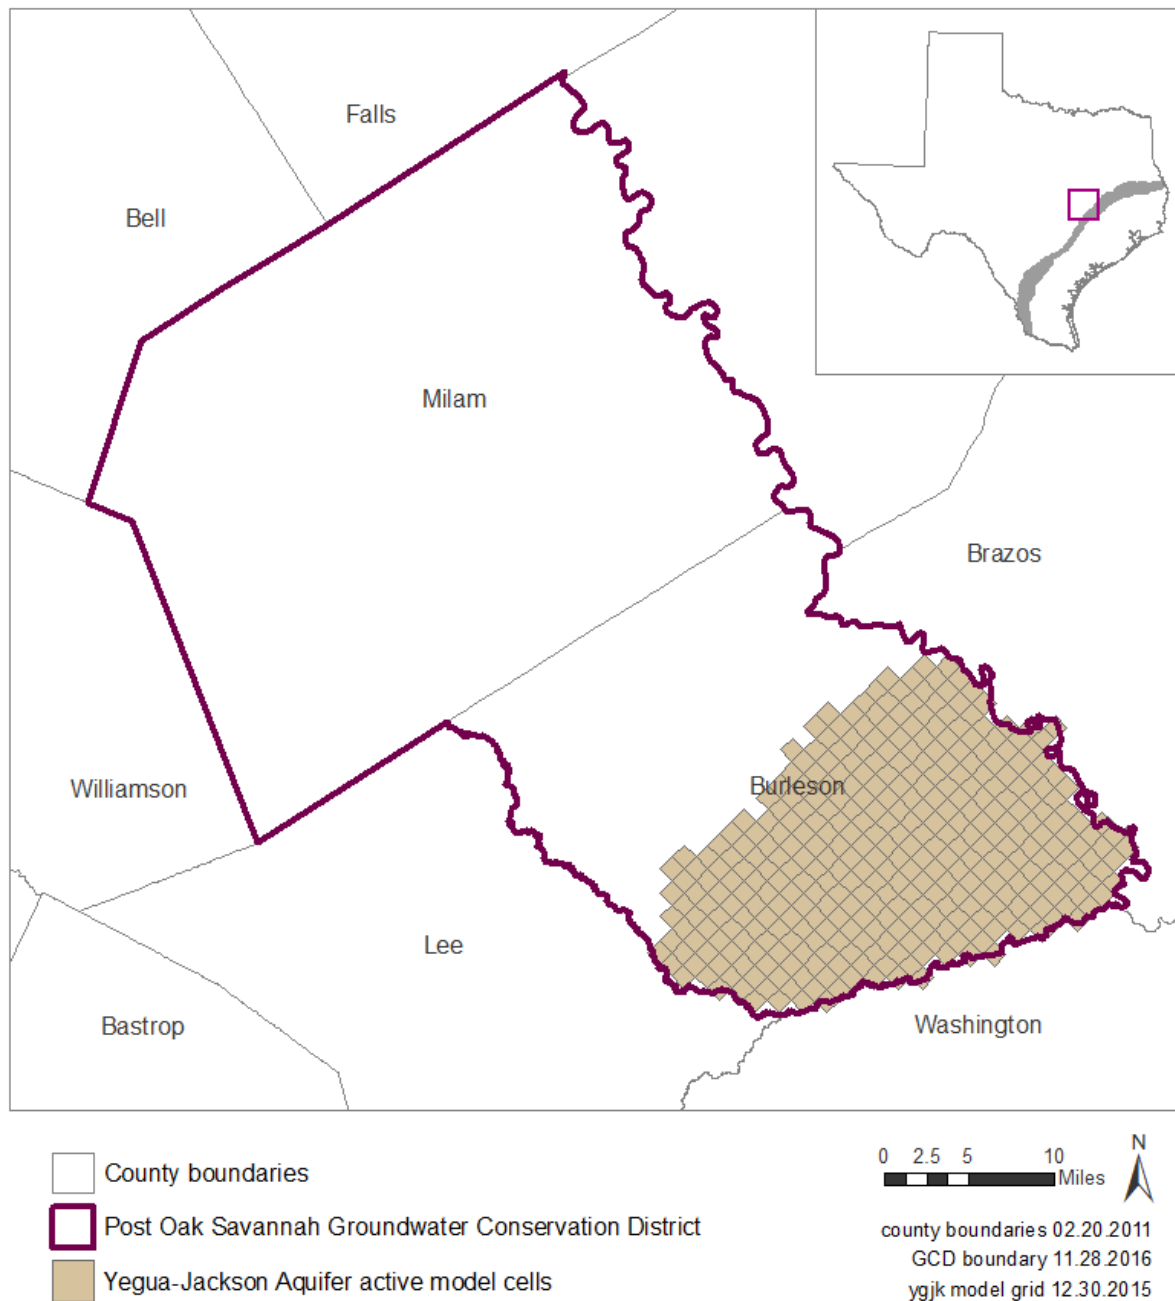 Falls
Bell
Milam
Brazos
Burleson
Williamson
Lee
Bastrop
Washington
County boundaries
Post Oak Savannah Groundwater Conservation District
Yegua-Jackson Aquifer active model cells
N
0 2.5 5 10
Miles
county boundaries 02.20.2011
GCD boundary 11.28.2016
ygjk model grid 12.30.2015